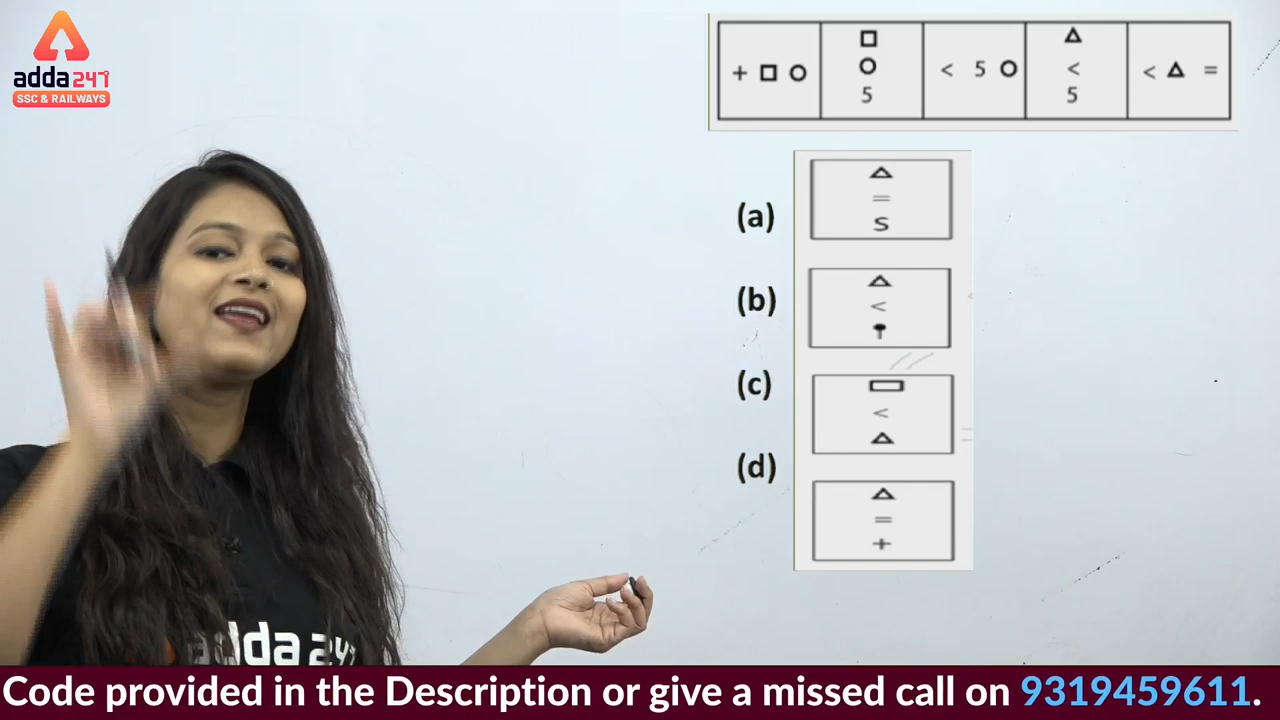 adda247
SSC & RAILWAYS
+ □ ○
□
○
5
< 5 ○
△
<
5
< △ =
(a)
△
=
S
(b)
△
<
(c)
▭
<
△
(d)
△
=
+
adda 247
Code provided in the Description or give a missed call on 9319459611.